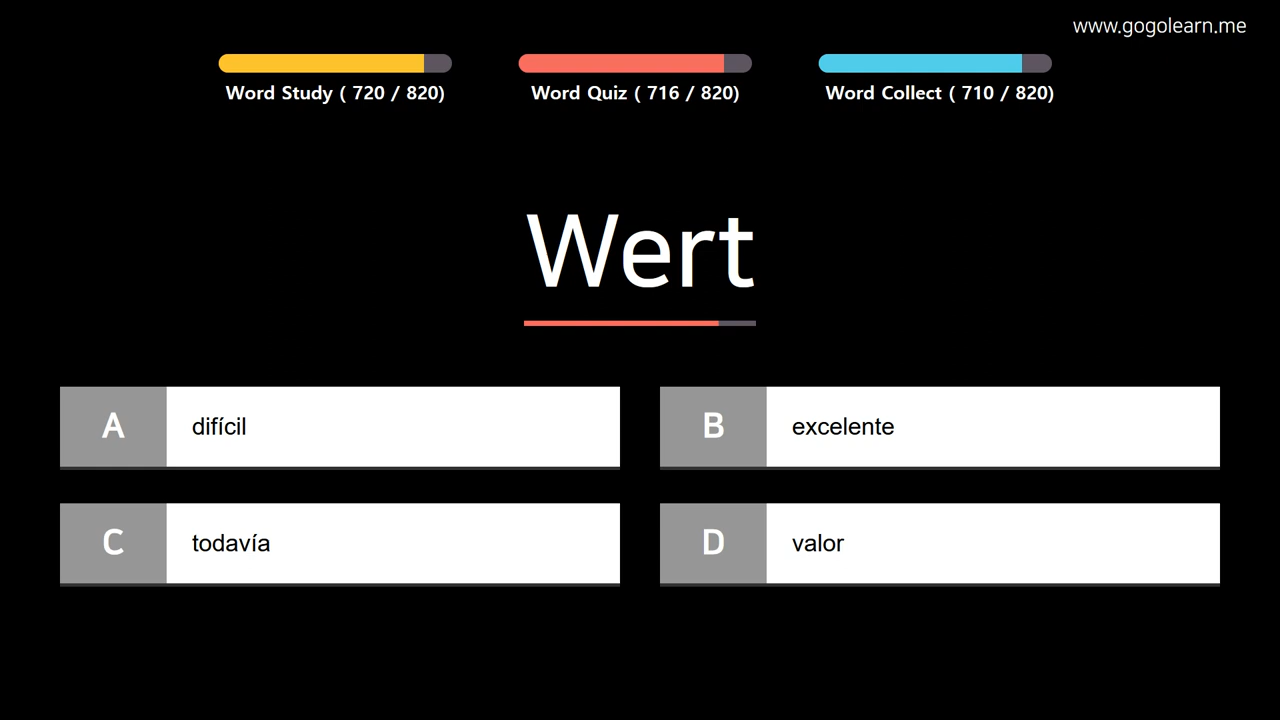 www.gogolearn.me
Word Study ( 720 / 820)
Word Quiz ( 716 / 820)
Word Collect ( 710 / 820)
Wert
A
difícil
B
excelente
C
todavía
D
valor